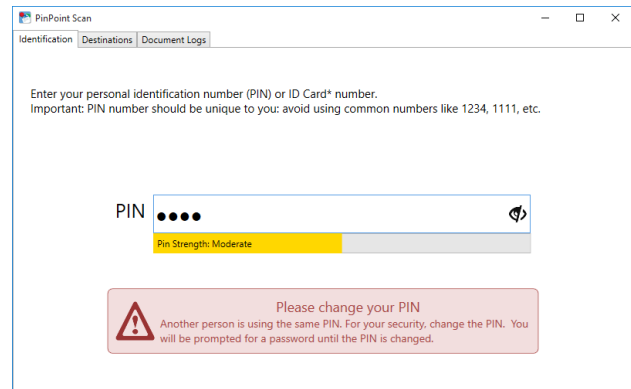 PinPoint Scan
Identification Destinations Document Logs
Enter your personal identification number (PIN) or ID Card* number.
Important: PIN number should be unique to you: avoid using common numbers like 1234, 1111, etc.
PIN ●●●●
Pin Strength: Moderate
Please change your PIN
Another person is using the same PIN. For your security, change the PIN. You
will be prompted for a password until the PIN is changed.